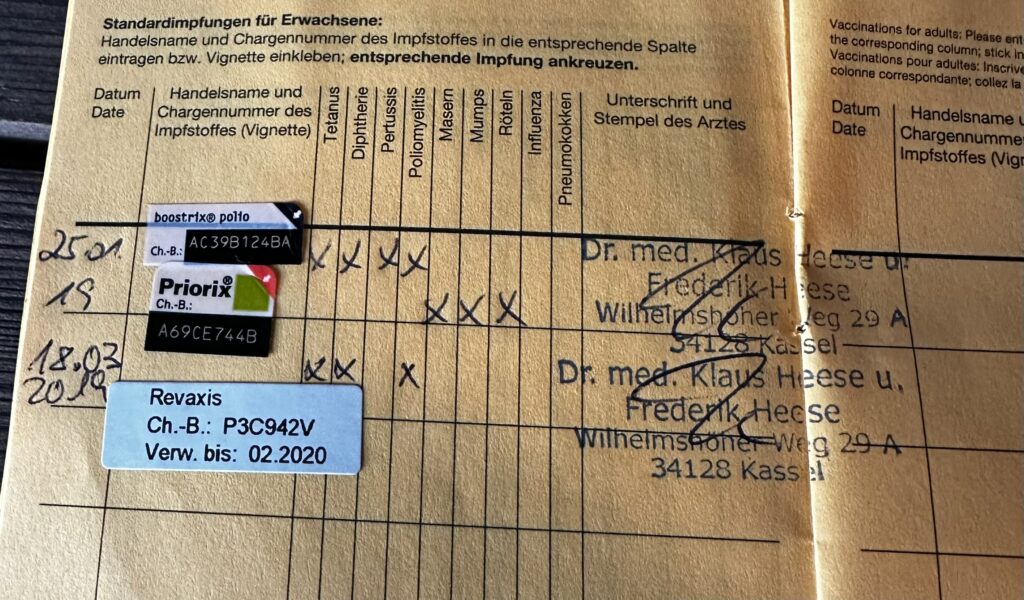 Standardimpfungen für Erwachsene:
Handelsname und Chargennummer des Impfstoffes in die entsprechende Spalte
eintragen bzw. Vignette einkleben; entsprechende Impfung ankreuzen.
Datum
Date
Handelsname und
Chargennummer des
Impfstoffes (Vignette)
Tetanus
Diphtherie
Pertussis
Poliomyelitis
Masern
Mumps
Röteln
Influenza
Pneumokokken
Unterschrift und
Stempel des Arztes
25.01.
19
boostrix® polio
Ch.-B.: AC39B124BA
X X X X
Priorix®
Ch.-B.:
A69CE744B
X X X
Dr. med. Klaus Heese u.
Frederik Heese
Wilhelmshöher Weg 29 A
34128 Kassel
18.03
2019
X X X
Revaxis
Ch.-B.: P3C942V
Verw. bis: 02.2020
Dr. med. Klaus Heese u.
Frederik Heese
Wilhelmshöher Weg 29 A
34128 Kassel
Vaccinations for adults: Please ent
the corresponding column; stick in
Vaccinations pour adultes: Inscrive
colonne correspondante; collez la
Datum
Date
Handelsname u
Chargennumme
Impfstoffes (Vig